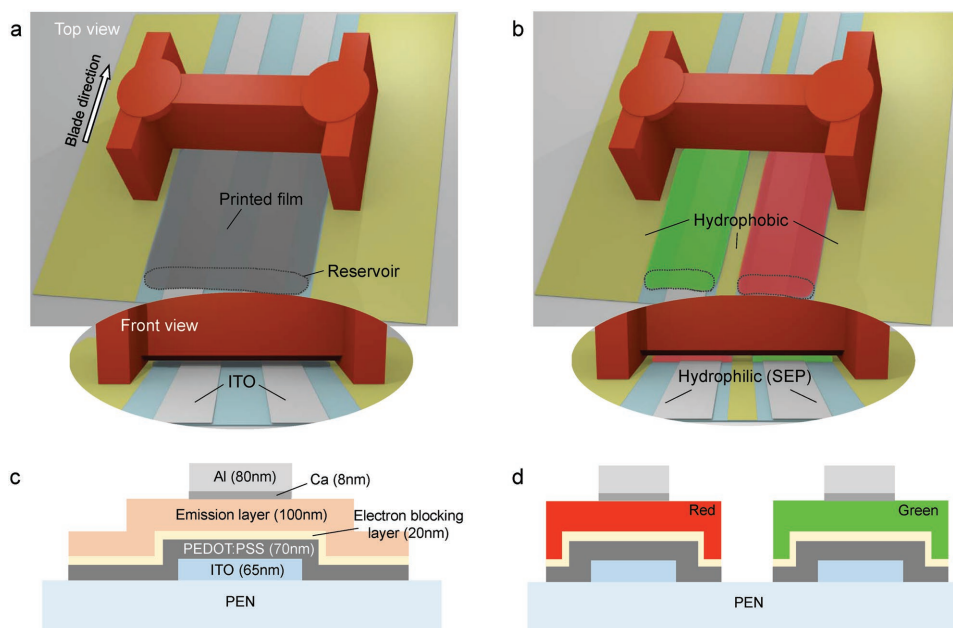 a
Top view
Blade direction
Printed film
Reservoir
Front view
ITO
b
Hydrophobic
Hydrophilic (SEP)
c
Al (80nm)
Ca (8nm)
Emission layer (100nm)
Electron blocking
layer (20nm)
PEDOT:PSS (70nm)
ITO (65nm)
PEN
d
Red
Green
PEN